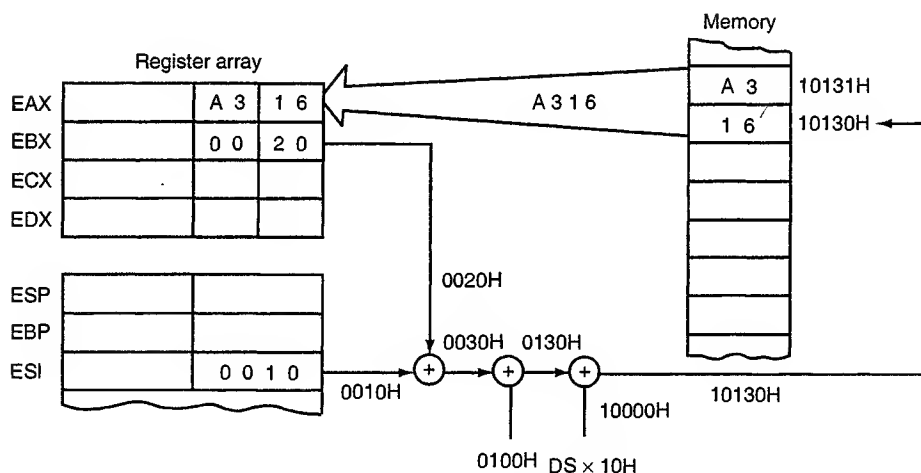 Memory
Register array
EAX A 3 1 6
EBX 0 0 2 0
ECX
EDX
A 3 1 6
A 3 10131H
1 6 10130H
ESP
EBP
ESI 0 0 1 0
0020H
0030H 0130H
0010H
+ + +
10000H
10130H
0100H DS × 10H